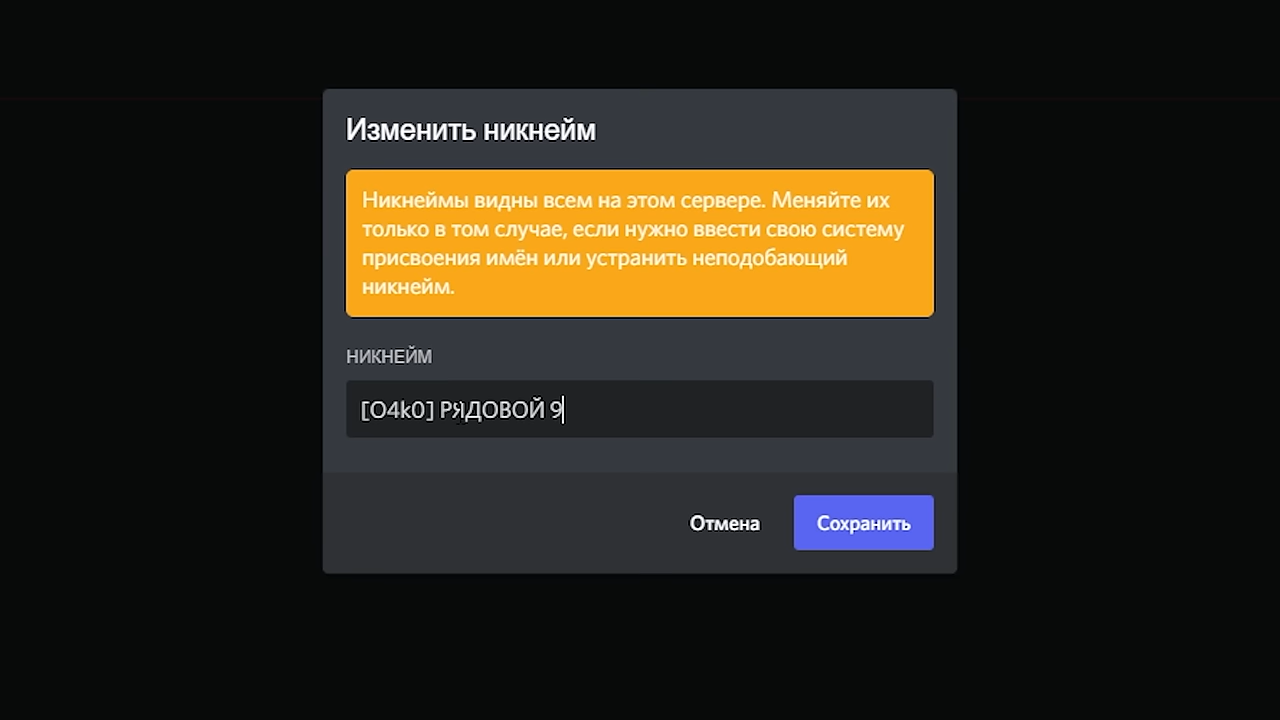 Изменить никнейм
Никнеймы видны всем на этом сервере. Меняйте их
только в том случае, если нужно ввести свою систему
присвоения имён или устранить неподобающий
никнейм.
НИКНЕЙМ
[O4k0] РЯДОВОЙ 9
Отмена
Сохранить